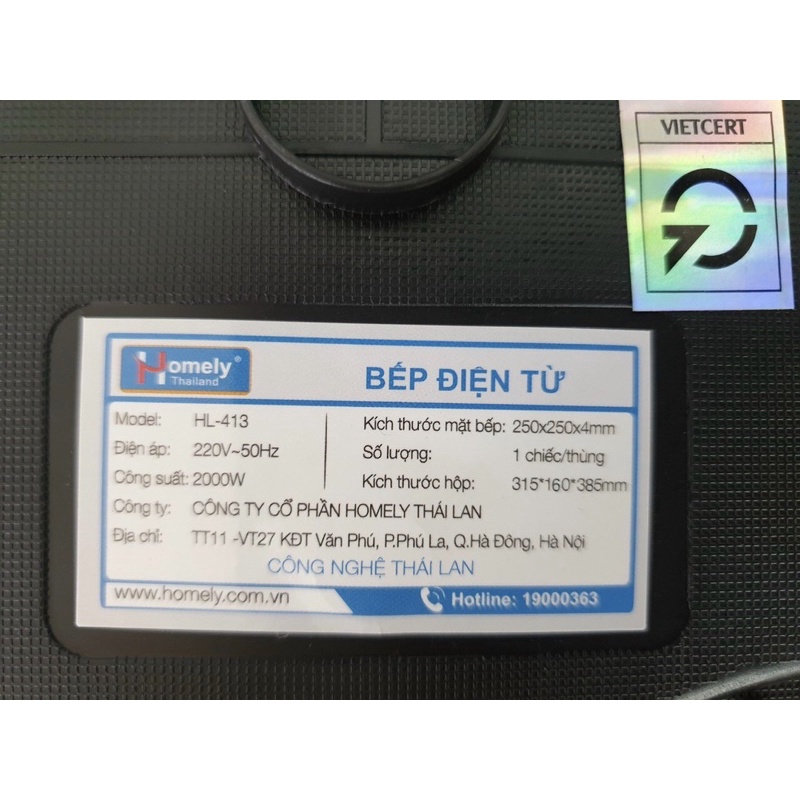 VIETCERT
Homely®
Thailand
BẾP ĐIỆN TỪ
Model: HL-413
Điện áp: 220V~50Hz
Công suất: 2000W
Kích thước mặt bếp: 250x250x4mm
Số lượng: 1 chiếc/thùng
Kích thước hộp: 315*160*385mm
Công ty: CÔNG TY CỔ PHẦN HOMELY THÁI LAN
Địa chỉ: TT11 -VT27 KĐT Văn Phú, P.Phú La, Q.Hà Đông, Hà Nội
CÔNG NGHỆ THÁI LAN
www.homely.com.vn
Hotline: 19000363